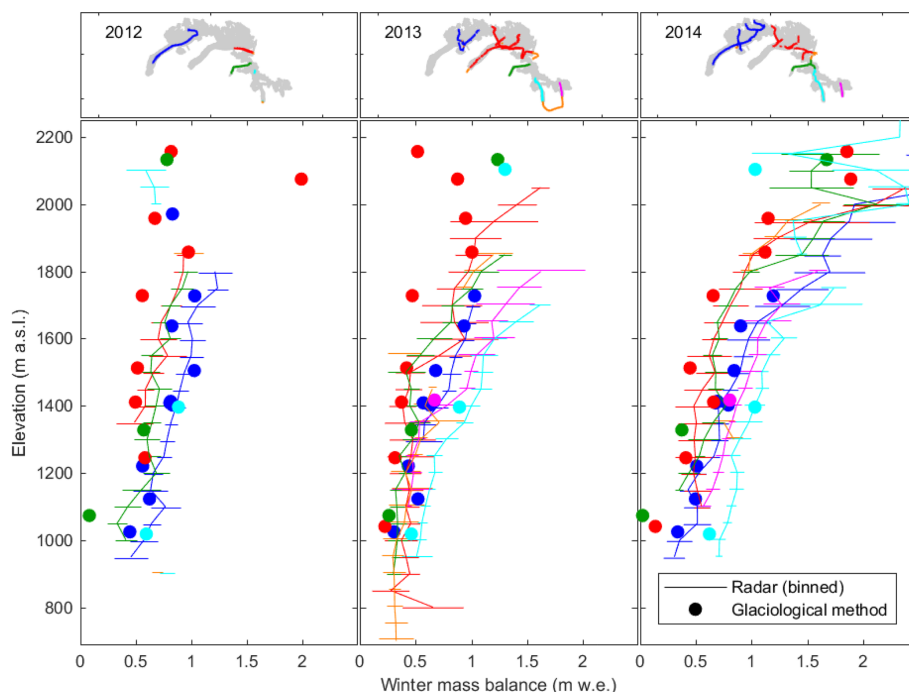 2012
2013
2014
2200
2000
1800
1600
1400
1200
1000
800
Elevation (m a.s.l.)
Radar (binned)
Glaciological method
0 0.5 1 1.5 2 0 0.5 1 1.5 2 0 0.5 1 1.5 2
Winter mass balance (m w.e.)